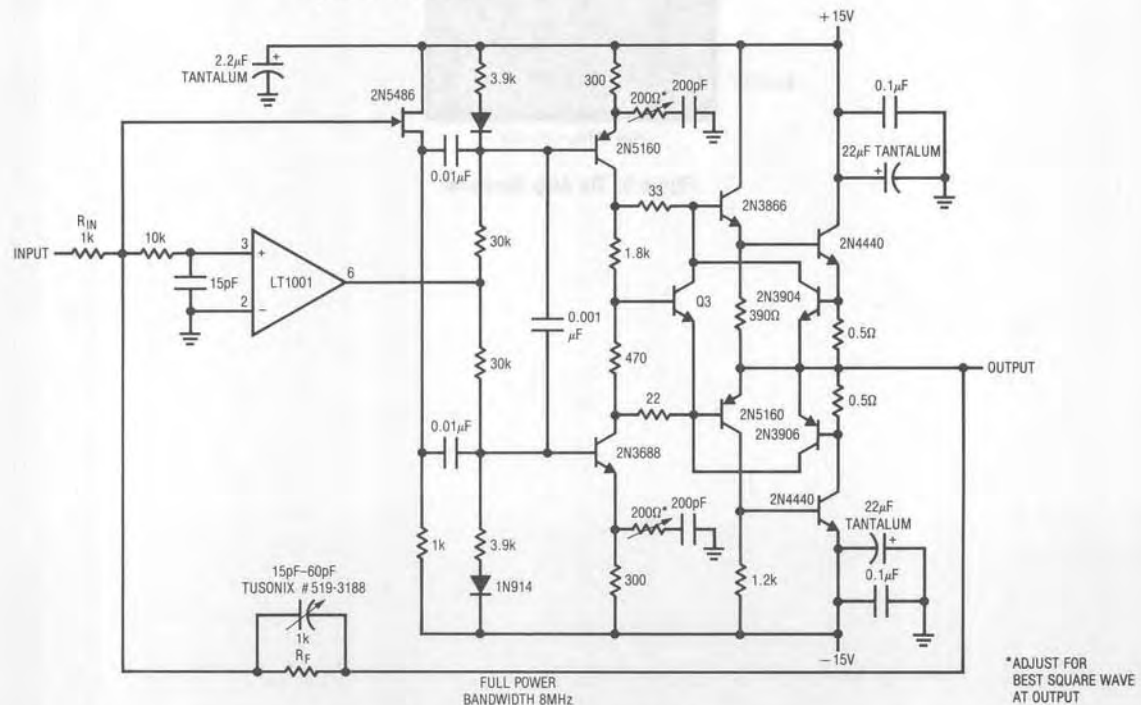 +15V
2.2µF
TANTALUM
3.9k
300
200Ω*
200pF
0.1µF
2N5486
2N5160
22µF TANTALUM
0.01µF
33
2N3866
R_IN
1k
10k
30k
1.8k
2N4440
INPUT
3
+
LT1001
6
15pF
2
−
Q3
2N3904
390Ω
0.5Ω
0.001
µF
OUTPUT
30k
470
0.5Ω
22
2N5160
2N3906
0.01µF
2N3688
2N4440
200Ω*
200pF
22µF
TANTALUM
1k
3.9k
15pF–60pF
TUSONIX #519-3188
1N914
300
1.2k
0.1µF
1k
R_F
−15V
FULL POWER
BANDWIDTH 8MHz
*ADJUST FOR
BEST SQUARE WAVE
AT OUTPUT